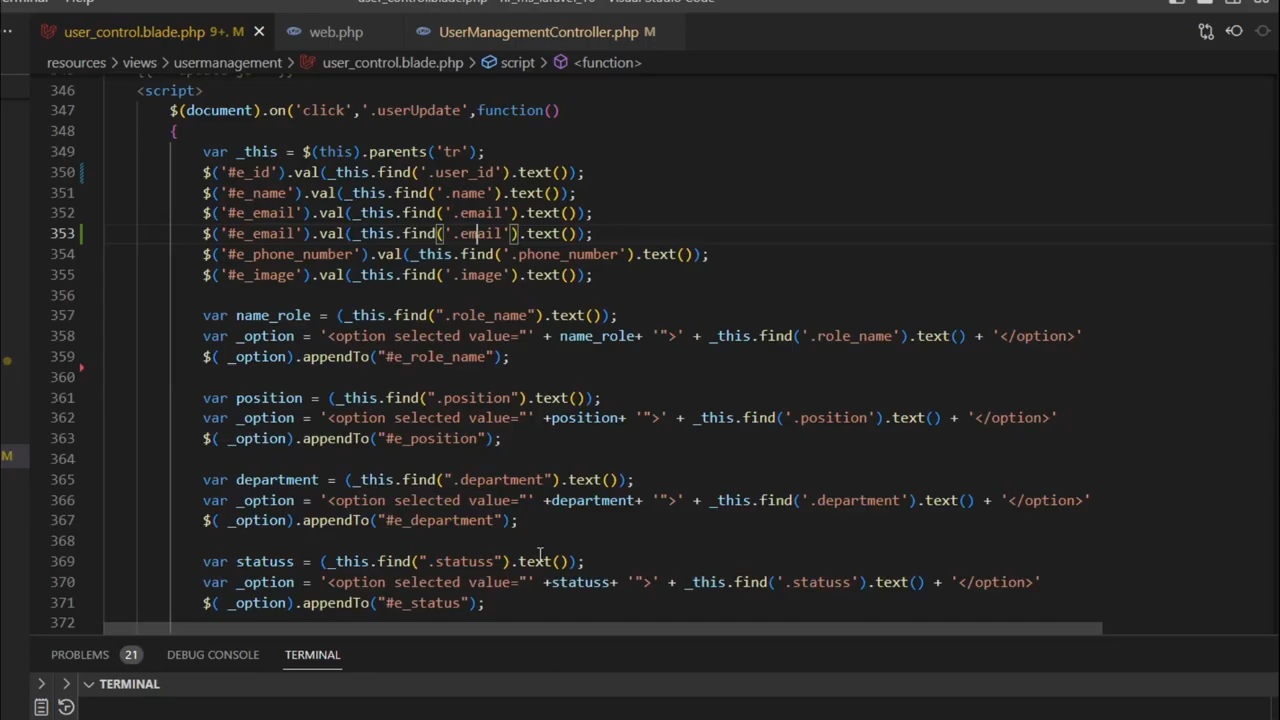 Help
user_control.blade.php 9+, M
web.php
UserManagementController.php M
resources > views > usermanagement > user_control.blade.php > script > <function>
346 <script>
347 $(document).on('click','.userUpdate',function()
348 {
349 var _this = $(this).parents('tr');
350 $('#e_id').val(_this.find('.user_id').text());
351 $('#e_name').val(_this.find('.name').text());
352 $('#e_email').val(_this.find('.email').text());
353 $('#e_email').val(_this.find('.email').text());
354 $('#e_phone_number').val(_this.find('.phone_number').text());
355 $('#e_image').val(_this.find('.image').text());
356
357 var name_role = (_this.find(".role_name").text());
358 var _option = '<option selected value="' + name_role+ '">' + _this.find('.role_name').text() + '</option>'
359 $( _option).appendTo("#e_role_name");
360
361 var position = (_this.find(".position").text());
362 var _option = '<option selected value="' +position+ '">' + _this.find('.position').text() + '</option>'
363 $( _option).appendTo("#e_position");
364
365 var department = (_this.find(".department").text());
366 var _option = '<option selected value="' +department+ '">' + _this.find('.department').text() + '</option>'
367 $( _option).appendTo("#e_department");
368
369 var statuss = (_this.find(".statuss").text());
370 var _option = '<option selected value="' +statuss+ '">' + _this.find('.statuss').text() + '</option>'
371 $( _option).appendTo("#e_status");
372
M
PROBLEMS 21 DEBUG CONSOLE TERMINAL
TERMINAL